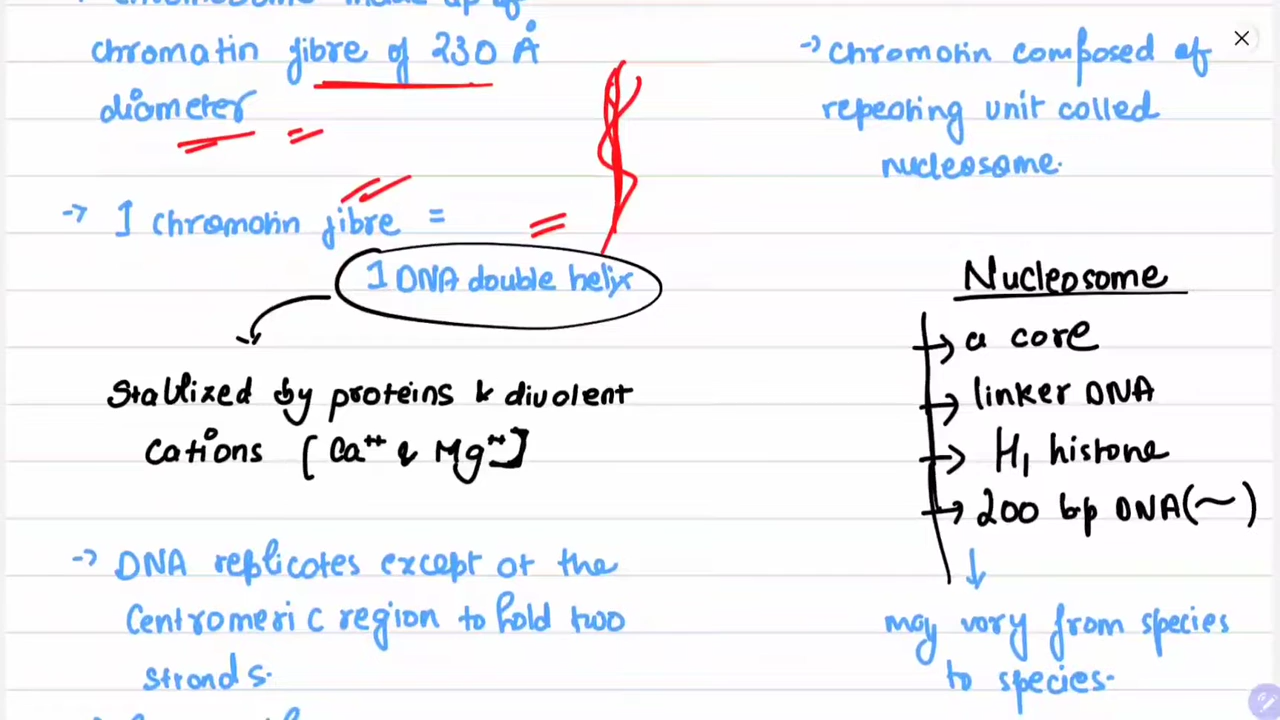 chromatin fibre of 230 Å
diameter
-> 1 chromatin fibre =
1 DNA double helix
Stablized by proteins & divalent
cations [Ca++ & Mg++]
-> DNA replicates except at the
Centromeric region to hold two
strands.
-> chromatin composed of
repeating unit called
nucleosome.
Nucleosome
-> a core
-> linker DNA
-> H1 histone
-> 200 bp DNA(~)
↓
may vary from species
to species.